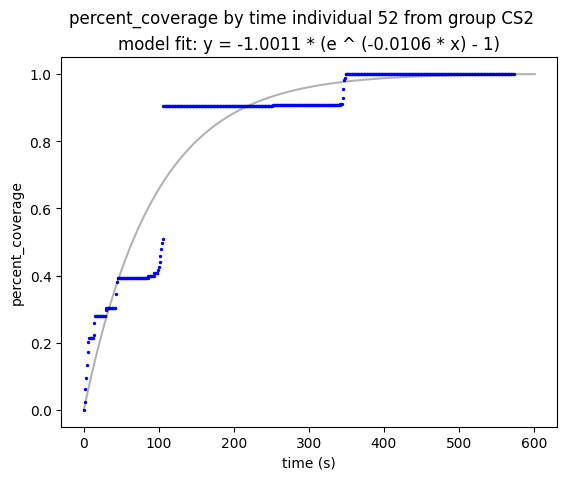 percent_coverage by time individual 52 from group CS2
model fit: y = -1.0011 * (e ^ (-0.0106 * x) - 1)
1.0
0.8
0.6
0.4
0.2
0.0
percent_coverage
0 100 200 300 400 500 600
time (s)